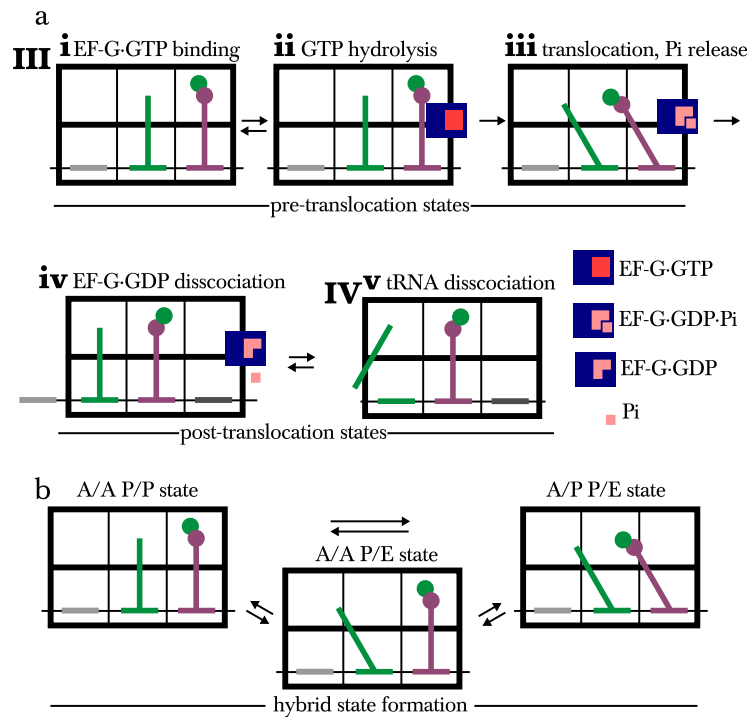 a
III
i EF-G·GTP binding
ii GTP hydrolysis
iii translocation, Pi release
pre-translocation states
iv EF-G·GDP disscociation
IV
v tRNA disscociation
post-translocation states
EF-G·GTP
EF-G·GDP·Pi
EF-G·GDP
Pi
b
A/A P/P state
A/A P/E state
A/P P/E state
hybrid state formation